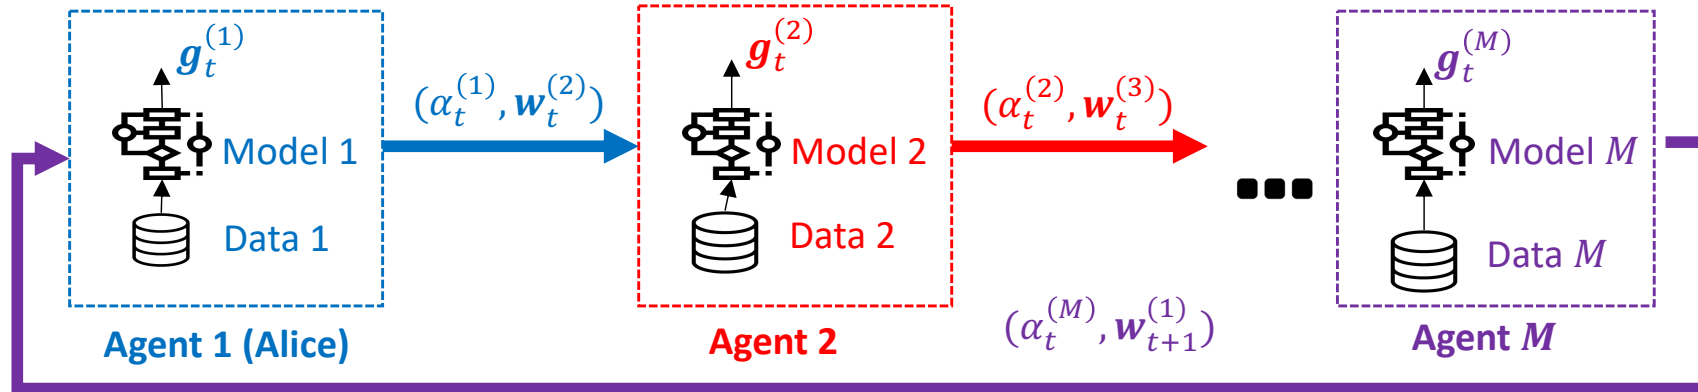 g_t^(1)
Model 1
Data 1
Agent 1 (Alice)
(α_t^(1), w_t^(2))
g_t^(2)
Model 2
Data 2
Agent 2
(α_t^(2), w_t^(3))
g_t^(M)
Model M
Data M
Agent M
(α_t^(M), w_{t+1}^(1))